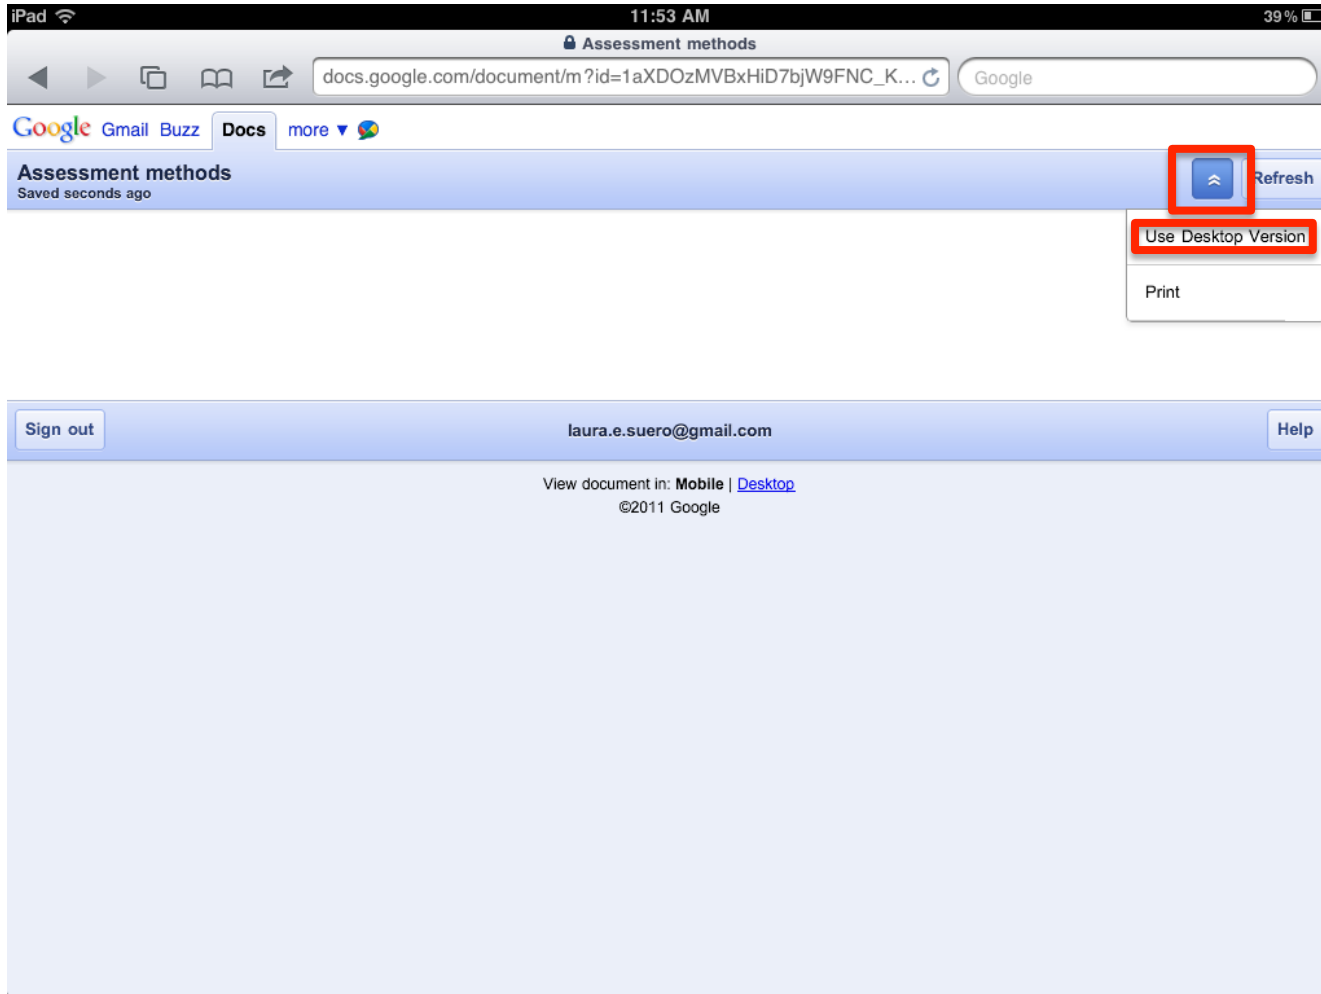 iPad 11:53 AM 39%
Assessment methods
docs.google.com/document/m?id=1aXDOzMVBxHiD7bjW9FNC_K... Google
Google Gmail Buzz Docs more ▼
Assessment methods
Saved seconds ago
Refresh
Use Desktop Version
Print
Sign out laura.e.suero@gmail.com Help
View document in: Mobile | Desktop
©2011 Google